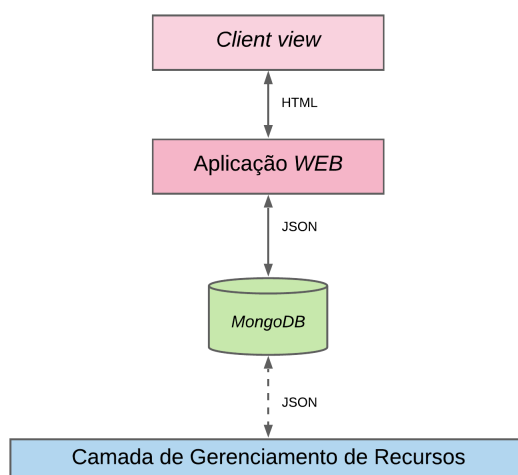 Client view
HTML
Aplicação WEB
JSON
MongoDB
JSON
Camada de Gerenciamento de Recursos